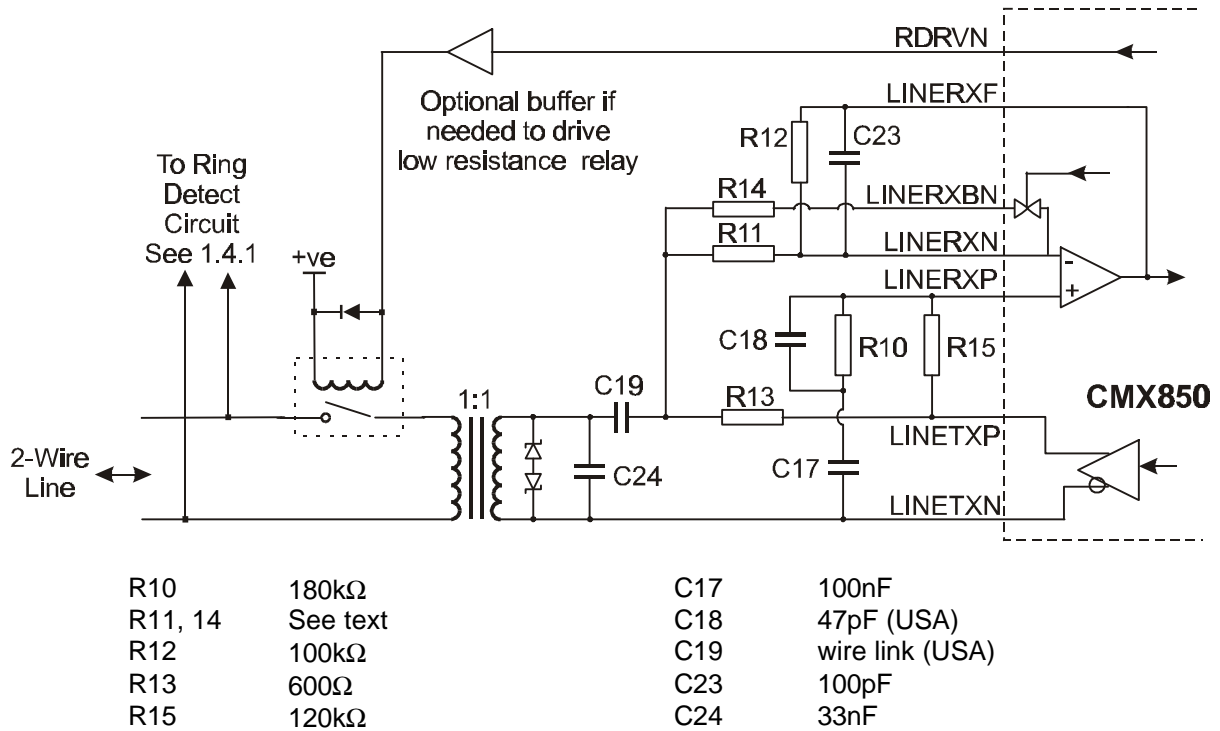 RDRVN
Optional buffer if
needed to drive
low resistance relay
LINERXF
R12
C23
To Ring
Detect
Circuit
See 1.4.1
R14
LINERXBN
R11
LINERXN
+ve
LINERXP
-
+
C18
R10
R15
C19
1:1
R13
CMX850
LINETXP
2-Wire
Line
C24
C17
LINETXN
R10 180kΩ C17 100nF
R11, 14 See text C18 47pF (USA)
R12 100kΩ C19 wire link (USA)
R13 600Ω C23 100pF
R15 120kΩ C24 33nF